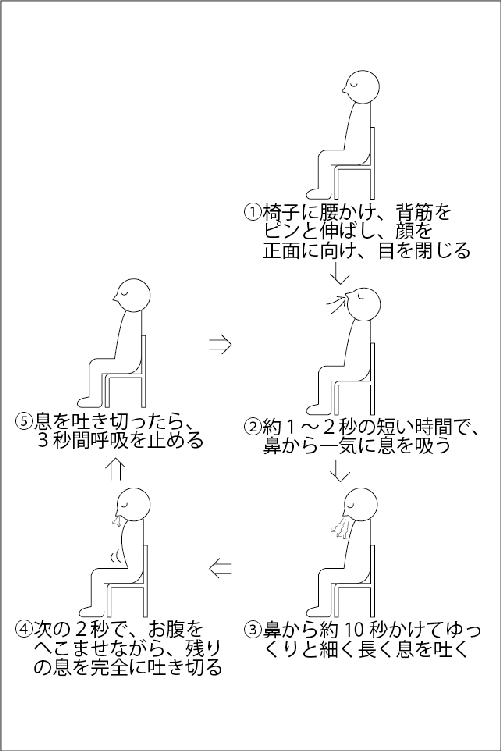 ①椅子に腰かけ、背筋を
ピンと伸ばし、顔を
正面に向け、目を閉じる
②約１～２秒の短い時間で、
鼻から一気に息を吸う
③鼻から約 10 秒かけてゆっ
くりと細く長く息を吐く
④次の２秒で、お腹を
へこませながら、残り
の息を完全に吐き切る
⑤息を吐き切ったら、
３秒間呼吸を止める